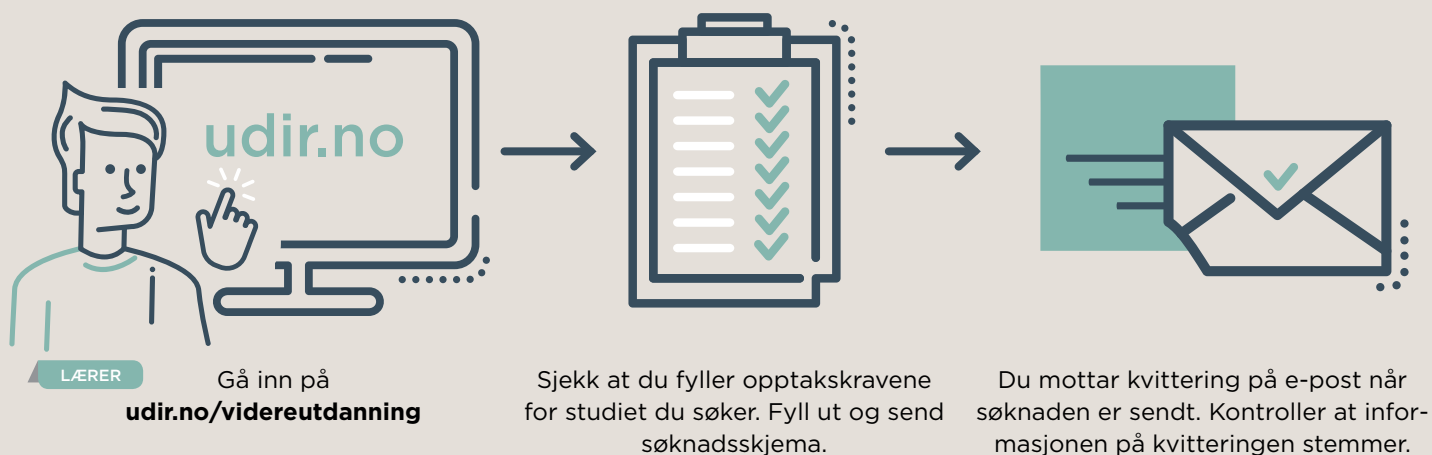 udir.no
LÆRER
Gå inn på
udir.no/videreutdanning
Sjekk at du fyller opptakskravene
for studiet du søker. Fyll ut og send
søknadsskjema.
Du mottar kvittering på e-post når
søknaden er sendt. Kontroller at infor-
masjonen på kvitteringen stemmer.